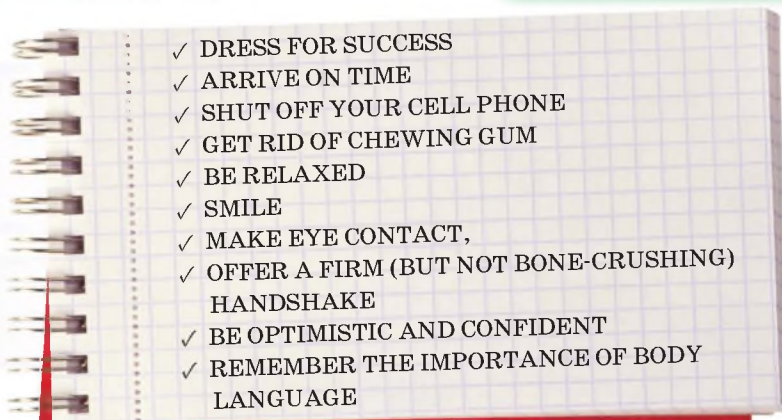 ✓ DRESS FOR SUCCESS
✓ ARRIVE ON TIME
✓ SHUT OFF YOUR CELL PHONE
✓ GET RID OF CHEWING GUM
✓ BE RELAXED
✓ SMILE
✓ MAKE EYE CONTACT,
✓ OFFER A FIRM (BUT NOT BONE-CRUSHING)
HANDSHAKE
✓ BE OPTIMISTIC AND CONFIDENT
✓ REMEMBER THE IMPORTANCE OF BODY
LANGUAGE